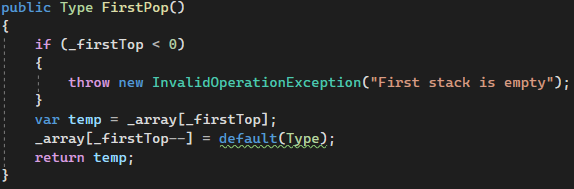 public Type FirstPop()
{
    if (_firstTop < 0)
    {
        throw new InvalidOperationException("First stack is empty");
    }
    var temp = _array[_firstTop];
    _array[_firstTop--] = default(Type);
    return temp;
}